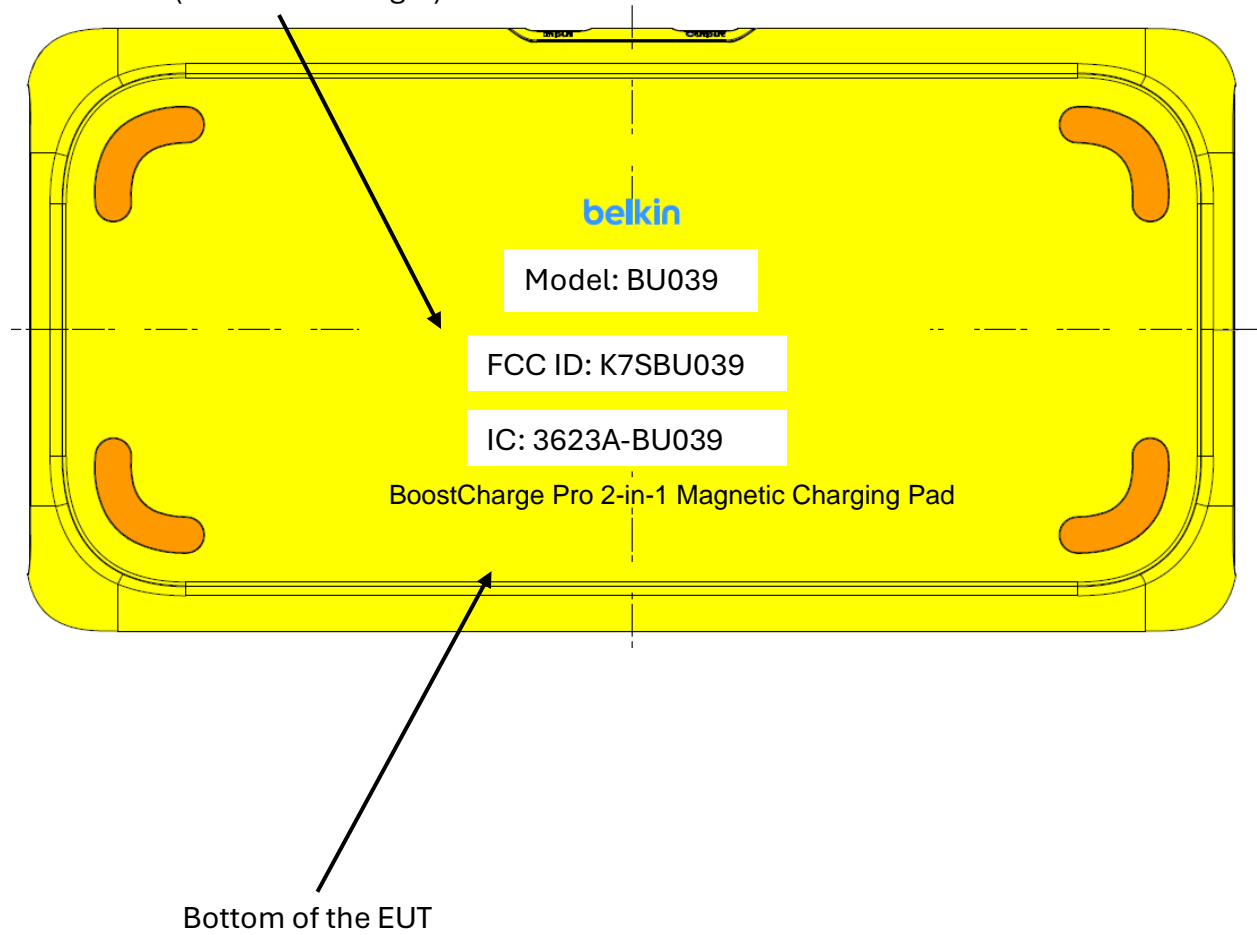 belkin
Model: BU039
FCC ID: K7SBU039
IC: 3623A-BU039
BoostCharge Pro 2-in-1 Magnetic Charging Pad
Bottom of the EUT